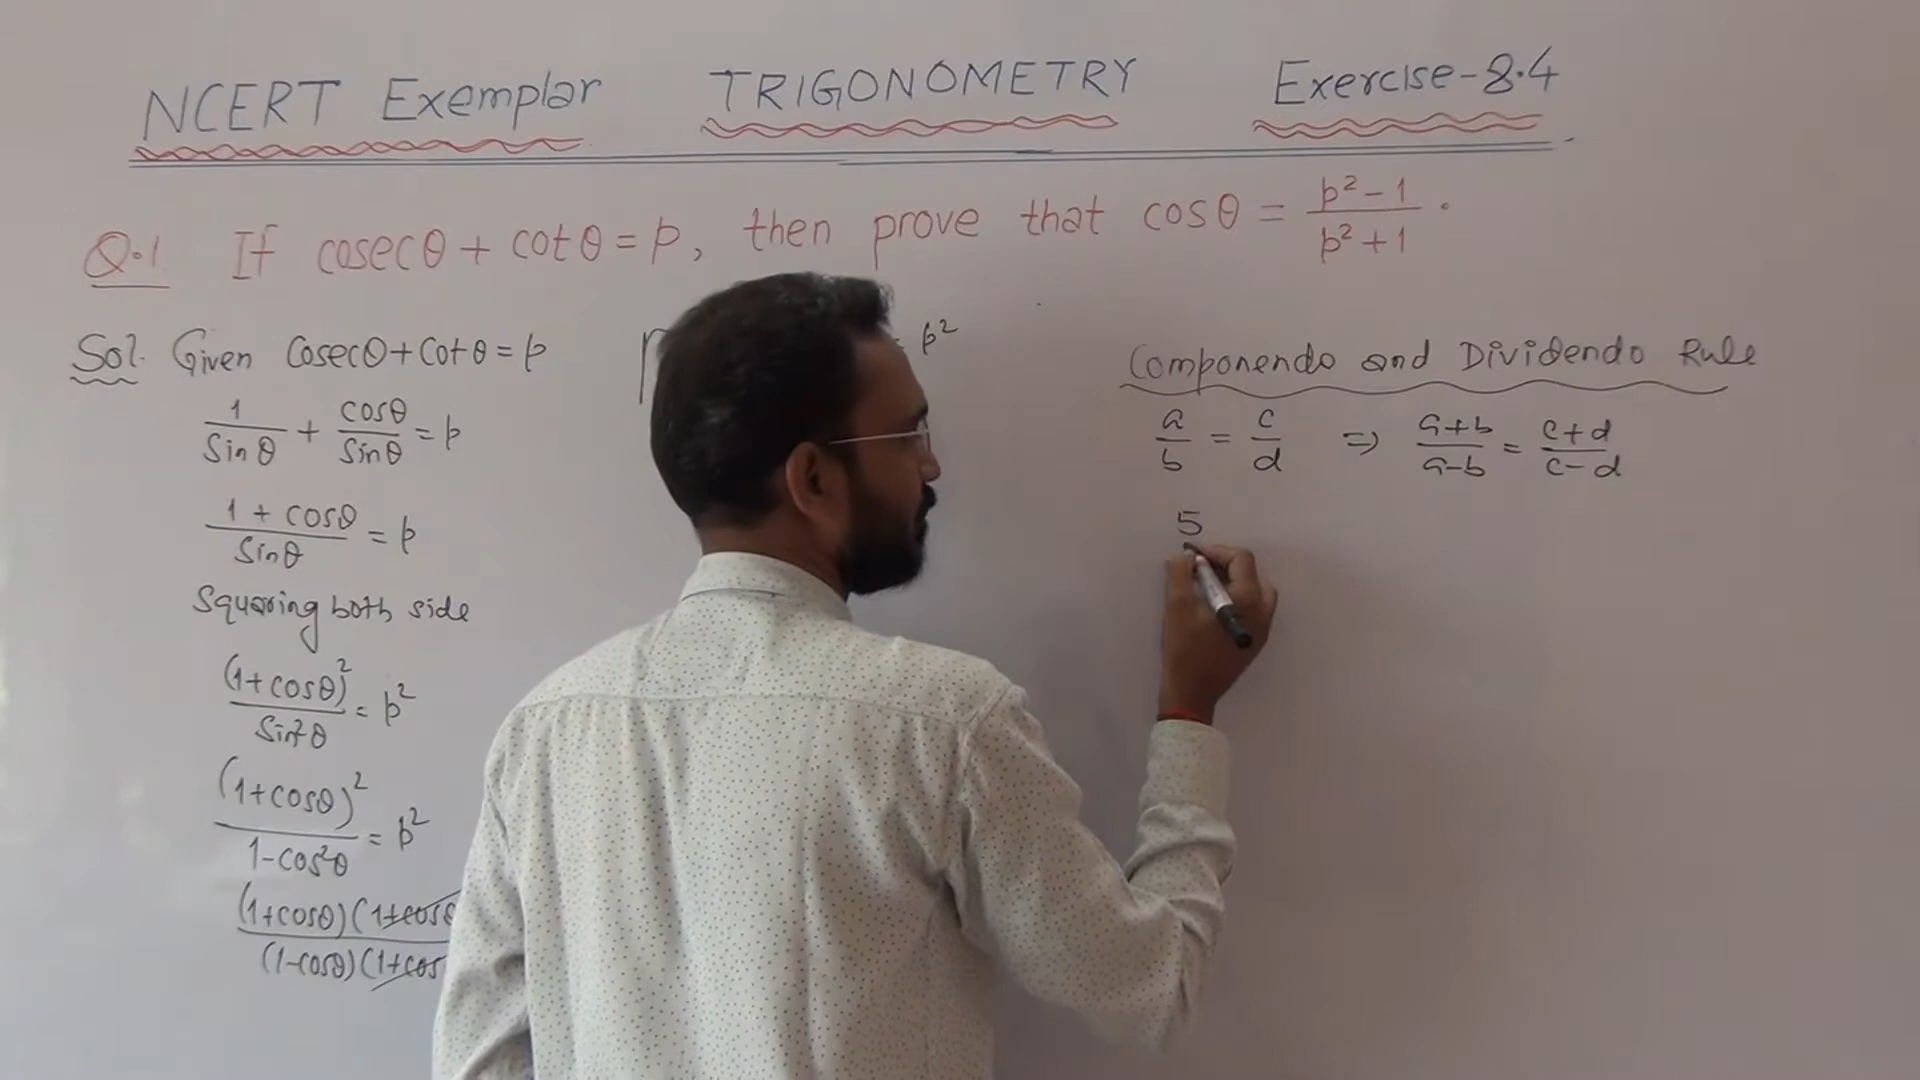 NCERT Exemplar TRIGONOMETRY Exercise-8.4
Q.1 If cosecθ + cotθ = p, then prove that cosθ = p²-1/p²+1.
Sol. Given Cosecθ + Cotθ = p
1/Sinθ + cosθ/Sinθ = p
1 + cosθ/Sinθ = p
Squaring both side
(1+cosθ)²/Sin²θ = p²
(1+cosθ)²/1-cos²θ = p²
(1+cosθ)(1+cos/(1-cosθ)(1+cos
p²
Componendo and Dividendo Rule
a/b = c/d ⇒ a+b/a-b = c+d/c-d
5